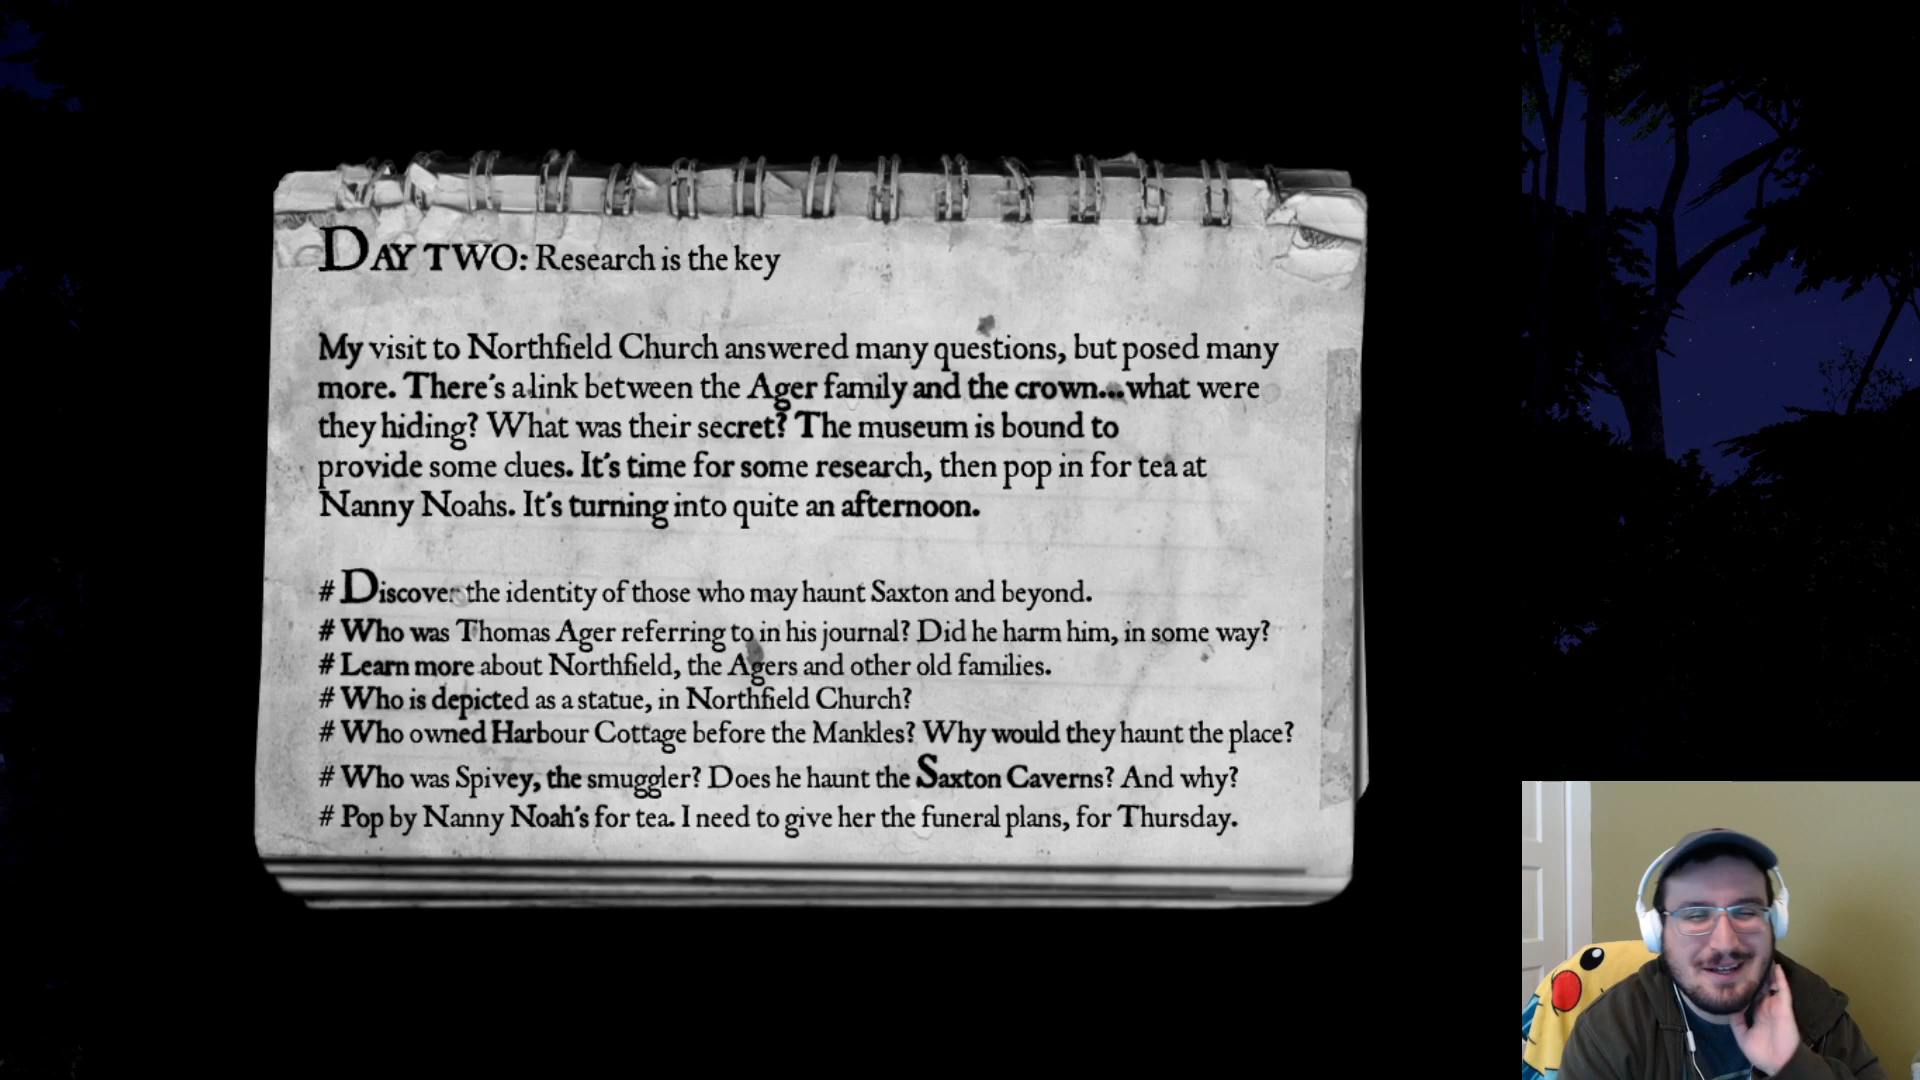 DAY TWO: Research is the key
My visit to Northfield Church answered many questions, but posed many
more. There's a link between the Ager family and the crown...what were
they hiding? What was their secret? The museum is bound to
provide some clues. It's time for some research, then pop in for tea at
Nanny Noahs. It's turning into quite an afternoon.
# Discover the identity of those who may haunt Saxton and beyond.
# Who was Thomas Ager referring to in his journal? Did he harm him, in some way?
# Learn more about Northfield, the Agers and other old families.
# Who is depicted as a statue, in Northfield Church?
# Who owned Harbour Cottage before the Mankles? Why would they haunt the place?
# Who was Spivey, the smuggler? Does he haunt the Saxton Caverns? And why?
# Pop by Nanny Noah's for tea. I need to give her the funeral plans, for Thursday.